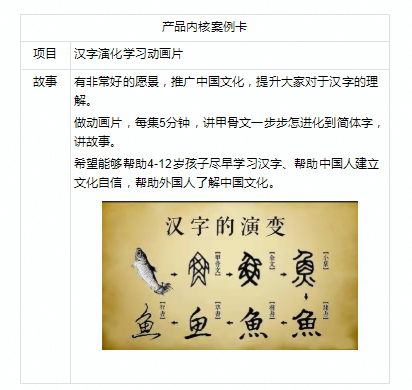 产品内核案例卡
项目
汉字演化学习动画片
故事
有非常好的愿景，推广中国文化，提升大家对于汉字的理
解。
做动画片，每集5分钟，讲甲骨文一步步怎进化到简体字，
讲故事。
希望能够帮助4-12岁孩子尽早学习汉字、帮助中国人建立
文化自信，帮助外国人了解中国文化。
汉字的演变
【甲骨文】
【金文】
【小篆】
魚
【隶书】
魚
【楷书】
鱼
【草书】
鱼
【行书】